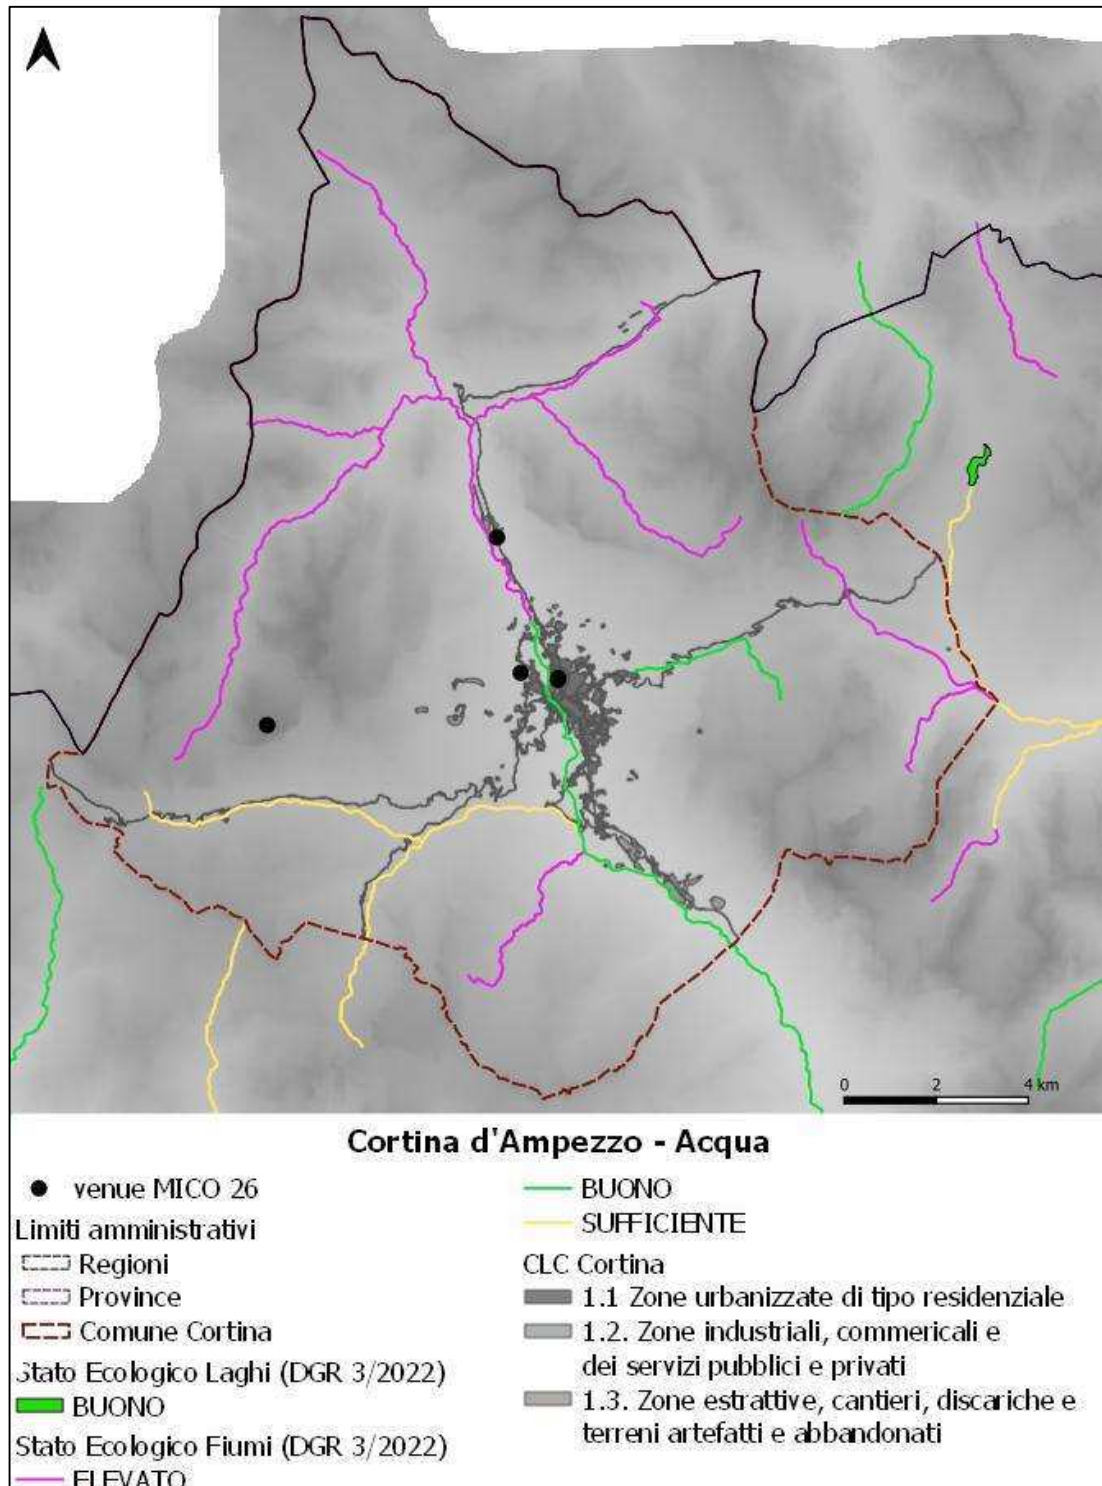 0 2 4 km
Cortina d'Ampezzo - Acqua
venue MICO 26
Limiti amministrativi
Regioni
Province
Comune Cortina
Stato Ecologico Laghi (DGR 3/2022)
BUONO
Stato Ecologico Fiumi (DGR 3/2022)
ELEVATO
BUONO
SUFFICIENTE
CLC Cortina
1.1 Zone urbanizzate di tipo residenziale
1.2. Zone industriali, commericali e
dei servizi pubblici e privati
1.3. Zone estrattive, cantieri, discariche e
terreni artefatti e abbandonati